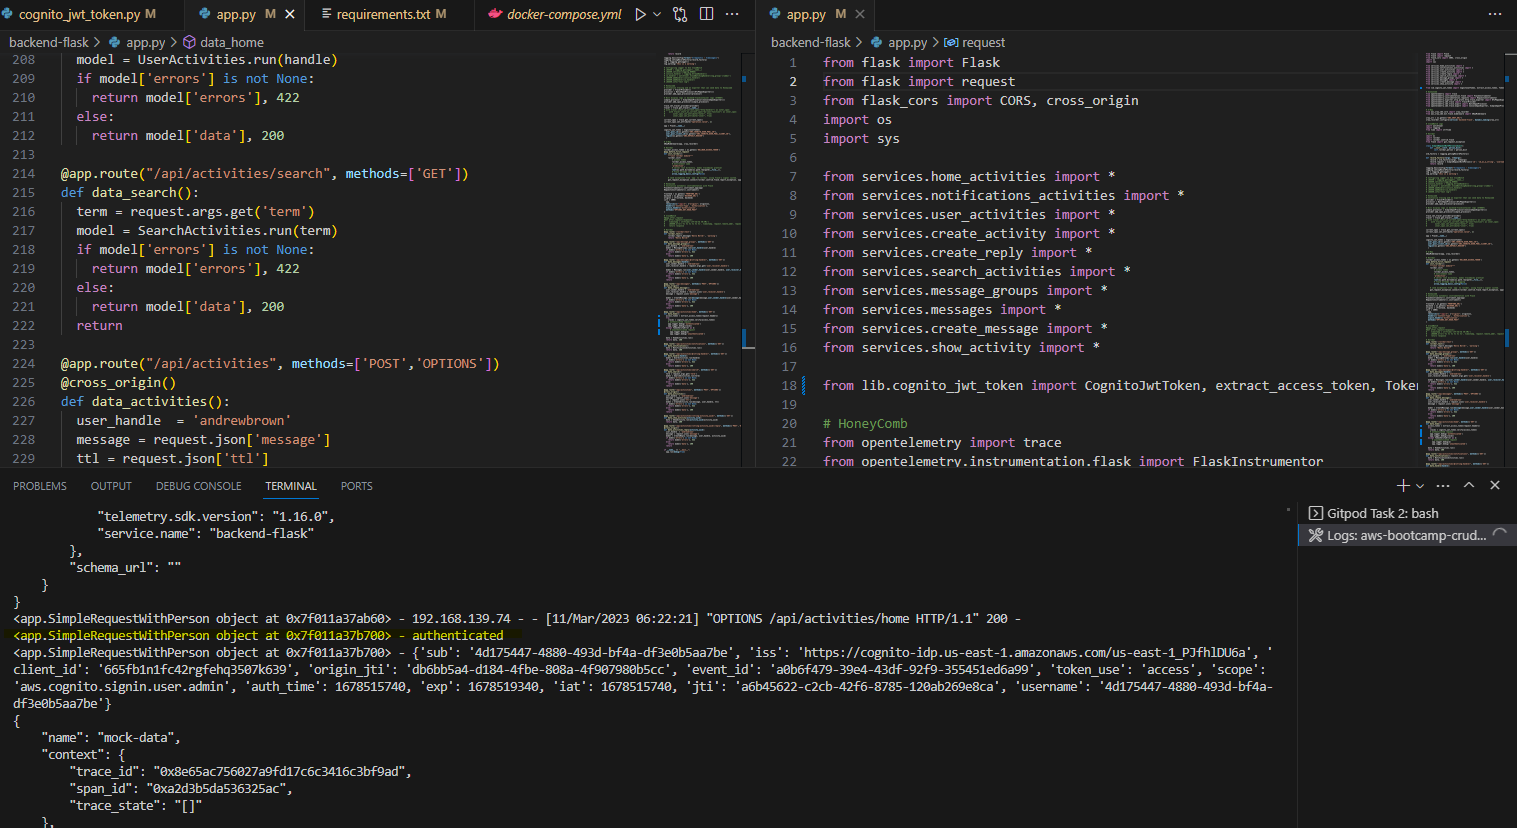 cognito_jwt_token.py M app.py M requirements.txt M docker-compose.yml
backend-flask > app.py > data_home
208 model = UserActivities.run(handle)
209 if model['errors'] is not None:
210 return model['errors'], 422
211 else:
212 return model['data'], 200
213
214 @app.route("/api/activities/search", methods=['GET'])
215 def data_search():
216 term = request.args.get('term')
217 model = SearchActivities.run(term)
218 if model['errors'] is not None:
219 return model['errors'], 422
220 else:
221 return model['data'], 200
222 return
223
224 @app.route("/api/activities", methods=['POST','OPTIONS'])
225 @cross_origin()
226 def data_activities():
227 user_handle  = 'andrewbrown'
228 message = request.json['message']
229 ttl = request.json['ttl']
app.py M
backend-flask > app.py > request
1 from flask import Flask
2 from flask import request
3 from flask_cors import CORS, cross_origin
4 import os
5 import sys
6
7 from services.home_activities import *
8 from services.notifications_activities import *
9 from services.user_activities import *
10 from services.create_activity import *
11 from services.create_reply import *
12 from services.search_activities import *
13 from services.message_groups import *
14 from services.messages import *
15 from services.create_message import *
16 from services.show_activity import *
17
18 from lib.cognito_jwt_token import CognitoJwtToken, extract_access_token, Token
19
20 # HoneyComb
21 from opentelemetry import trace
22 from opentelemetry.instrumentation.flask import FlaskInstrumentor
PROBLEMS OUTPUT DEBUG CONSOLE TERMINAL PORTS
"telemetry.sdk.version": "1.16.0",
"service.name": "backend-flask"
},
"schema_url": ""
}
}
<app.SimpleRequestWithPerson object at 0x7f011a37ab60> - 192.168.139.74 - - [11/Mar/2023 06:22:21] "OPTIONS /api/activities/home HTTP/1.1" 200 -
<app.SimpleRequestWithPerson object at 0x7f011a37b700> - authenticated
<app.SimpleRequestWithPerson object at 0x7f011a37b700> - {'sub': '4d175447-4880-493d-bf4a-df3e0b5aa7be', 'iss': 'https://cognito-idp.us-east-1.amazonaws.com/us-east-1_PJfhlDU6a', '
client_id': '665fb1n1fc42rgfehq3507k639', 'origin_jti': 'db6bb5a4-d184-4fbe-808a-4f907980b5cc', 'event_id': 'a0b6f479-39e4-43df-92f9-355451ed6a99', 'token_use': 'access', 'scope':
'aws.cognito.signin.user.admin', 'auth_time': 1678515740, 'exp': 1678519340, 'iat': 1678515740, 'jti': 'a6b45622-c2cb-42f6-8785-120ab269e8ca', 'username': '4d175447-4880-493d-bf4a-
df3e0b5aa7be'}
{
"name": "mock-data",
"context": {
"trace_id": "0x8e65ac756027a9fd17c6c3416c3bf9ad",
"span_id": "0xa2d3b5da536325ac",
"trace_state": "[]"
},
Gitpod Task 2: bash
Logs: aws-bootcamp-crud...